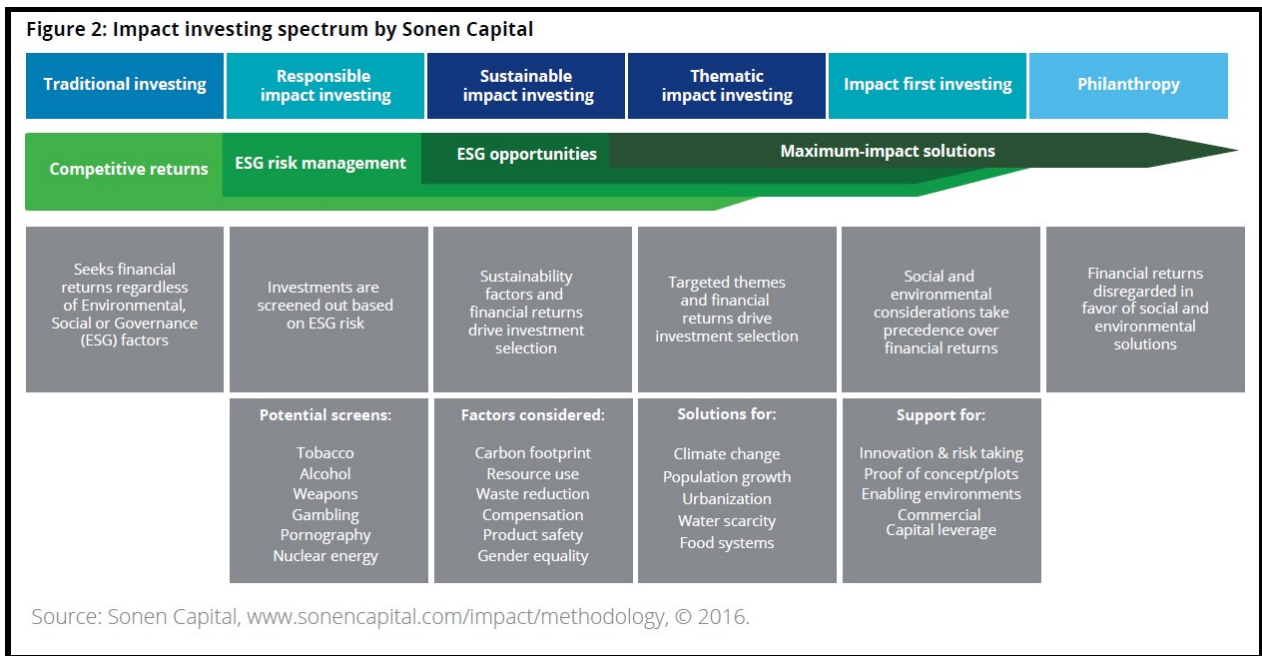 Figure 2: Impact investing spectrum by Sonen Capital
Traditional investing
Responsible
impact investing
Sustainable
impact investing
Thematic
impact investing
Impact first investing
Philanthropy
Competitive returns
ESG risk management
ESG opportunities
Maximum-impact solutions
Seeks financial
returns regardless
of Environmental,
Social or Governance
(ESG) factors
Investments are
screened out based
on ESG risk
Sustainability
factors and
financial returns
drive investment
selection
Targeted themes
and financial
returns drive
investment selection
Social and
environmental
considerations take
precedence over
financial returns
Financial returns
disregarded in
favor of social and
environmental
solutions
Potential screens:
Tobacco
Alcohol
Weapons
Gambling
Pornography
Nuclear energy
Factors considered:
Carbon footprint
Resource use
Waste reduction
Compensation
Product safety
Gender equality
Solutions for:
Climate change
Population growth
Urbanization
Water scarcity
Food systems
Support for:
Innovation & risk taking
Proof of concept/plots
Enabling environments
Commercial
Capital leverage
Source: Sonen Capital, www.sonencapital.com/impact/methodology, © 2016.